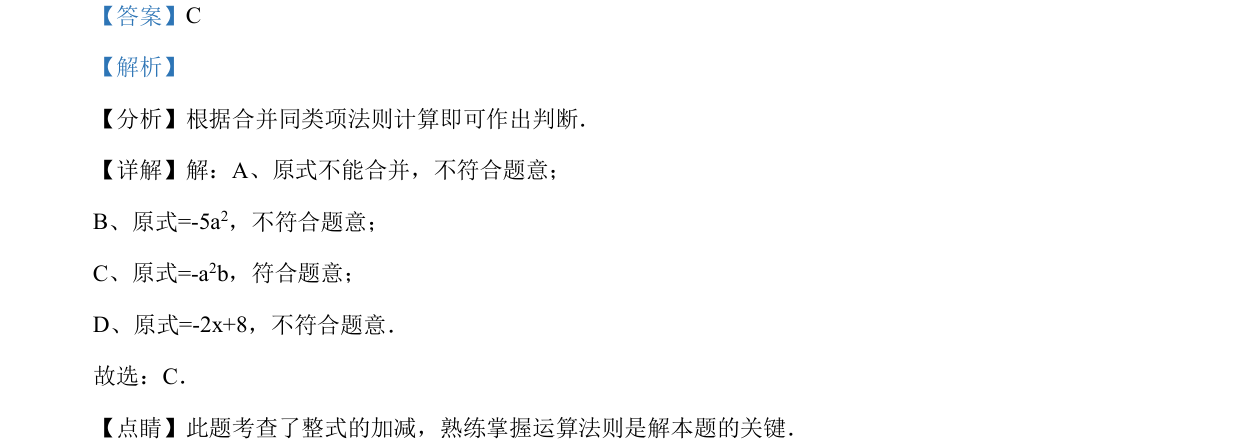 【答案】C
【解析】
【分析】根据合并同类项法则计算即可作出判断．
【详解】解：A、原式不能合并，不符合题意；
B、原式=-5a²，不符合题意；
C、原式=-a²b，符合题意；
D、原式=-2x+8，不符合题意．
故选：C．
【点睛】此题考查了整式的加减，熟练掌握运算法则是解本题的关键．